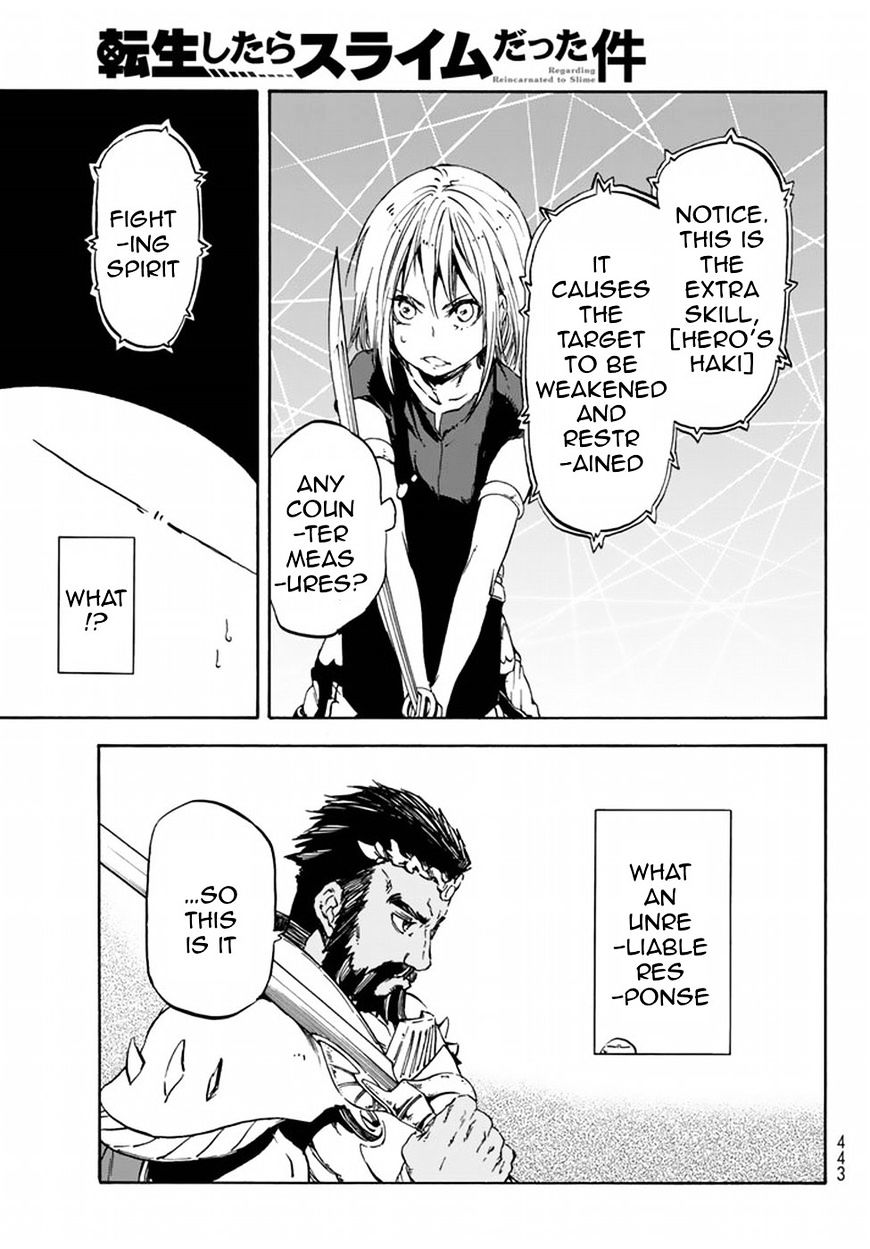 転生したらスライムだった件
Regarding
Reincarnated to Slime
NOTICE.
THIS IS
THE
EXTRA
SKILL,
[HERO'S
HAKI]
IT
CAUSES
THE
TARGET
TO BE
WEAKENED
AND
RESTR
-AINED
ANY
COUN
-TER
MEAS
-URES?
FIGHT
-ING
SPIRIT
WHAT
!?
WHAT
AN
UNRE
-LIABLE
RES
-PONSE
...SO
THIS
IS IT
443